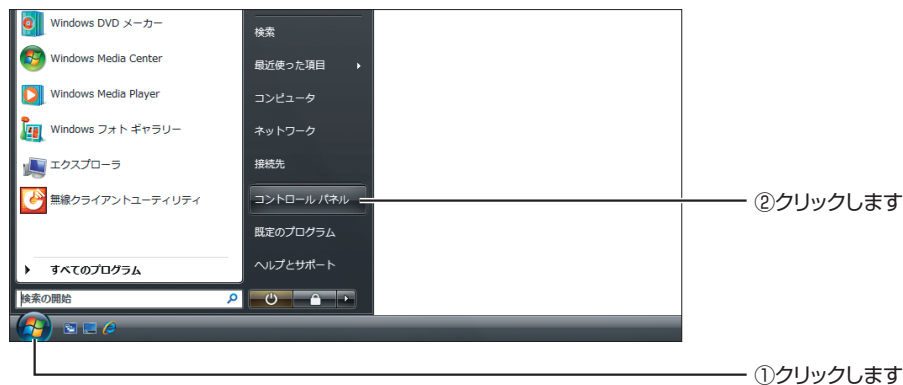 Windows DVD メーカー
Windows Media Center
Windows Media Player
Windows フォト ギャラリー
エクスプローラ
無線クライアントユーティリティ
すべてのプログラム
検索の開始
検索
最近使った項目
コンピュータ
ネットワーク
接続先
コントロール パネル
既定のプログラム
ヘルプとサポート
②クリックします
①クリックします